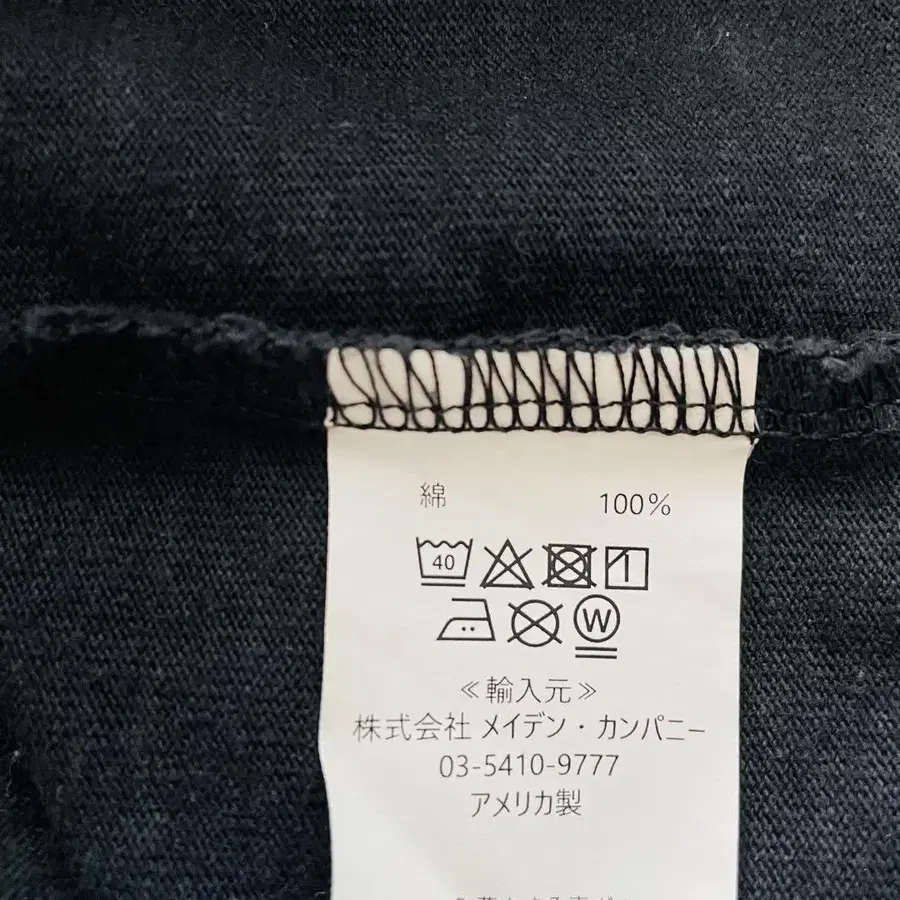 綿 100%
40
W
≪輸入元≫
株式会社 メイデン・カンパニー
03-5410-9777
アメリカ製